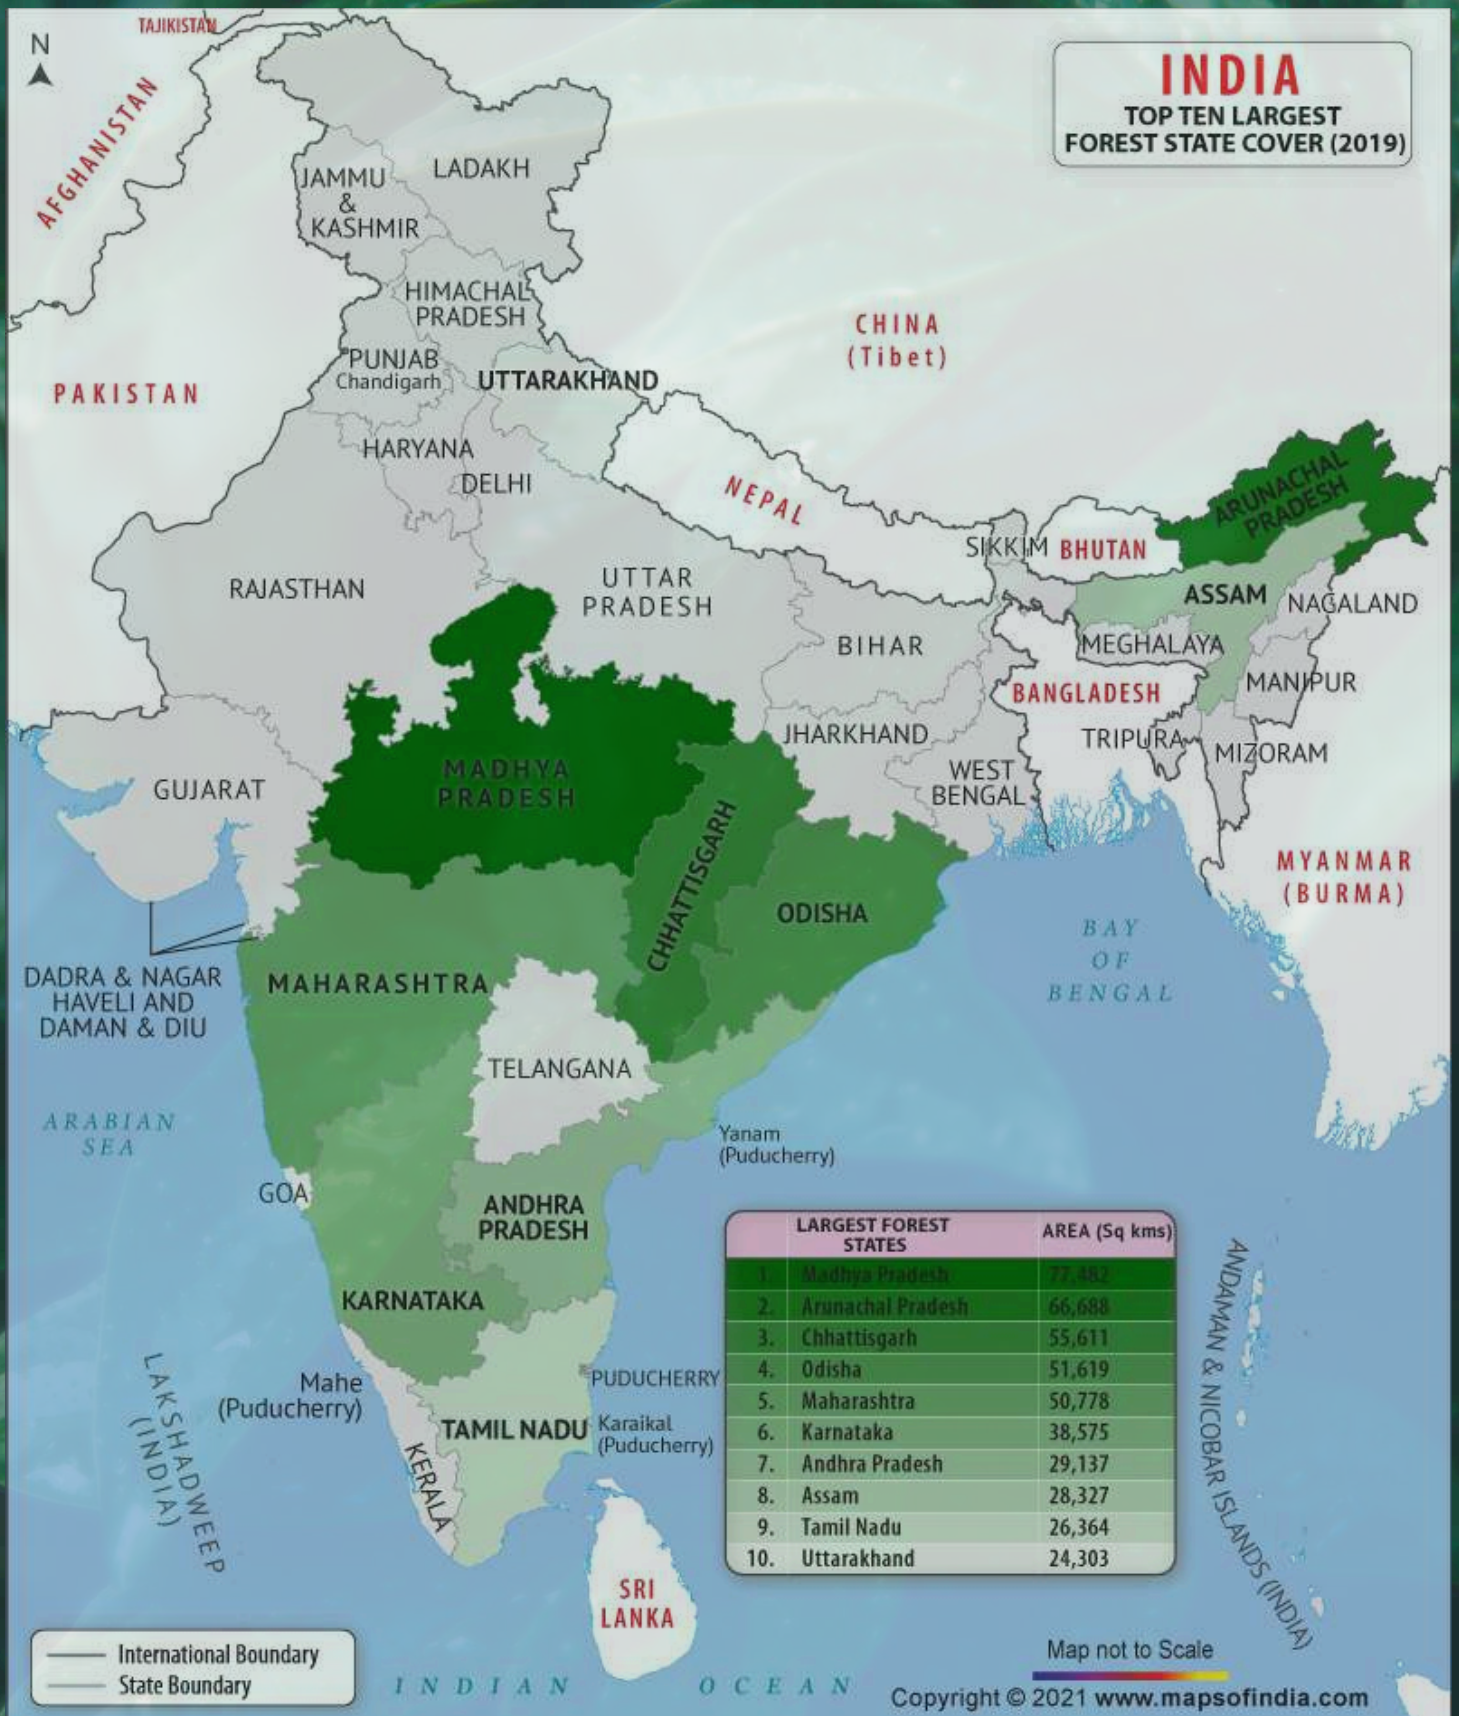 N
TAJIKISTAN
AFGHANISTAN
INDIA
TOP TEN LARGEST
FOREST STATE COVER (2019)
JAMMU
&
KASHMIR
LADAKH
HIMACHAL
PRADESH
PUNJAB
Chandigarh
UTTARAKHAND
PAKISTAN
CHINA
(Tibet)
HARYANA
DELHI
NEPAL
ARUNACHAL
PRADESH
SIKKIM
BHUTAN
RAJASTHAN
UTTAR
PRADESH
ASSAM
NAGALAND
BIHAR
MEGHALAYA
MANIPUR
BANGLADESH
JHARKHAND
TRIPURA
MIZORAM
GUJARAT
MADHYA
PRADESH
WEST
BENGAL
CHHATTISGARH
MYANMAR
(BURMA)
ODISHA
BAY
OF
BENGAL
DADRA & NAGAR
HAVELI AND
DAMAN & DIU
MAHARASHTRA
TELANGANA
ARABIAN
SEA
Yanam
(Puducherry)
GOA
ANDHRA
PRADESH
KARNATAKA
LARGEST FOREST
STATES
AREA (Sq kms)
1. Madhya Pradesh 77,482
2. Arunachal Pradesh 66,688
3. Chhattisgarh 55,611
4. Odisha 51,619
5. Maharashtra 50,778
6. Karnataka 38,575
7. Andhra Pradesh 29,137
8. Assam 28,327
9. Tamil Nadu 26,364
10. Uttarakhand 24,303
ANDAMAN & NICOBAR ISLANDS (INDIA)
LAKSHADWEEP
(INDIA)
Mahe
(Puducherry)
PUDUCHERRY
TAMIL NADU
Karaikal
(Puducherry)
KERALA
SRI
LANKA
International Boundary
State Boundary
INDIAN OCEAN
Map not to Scale
Copyright © 2021 www.mapsofindia.com